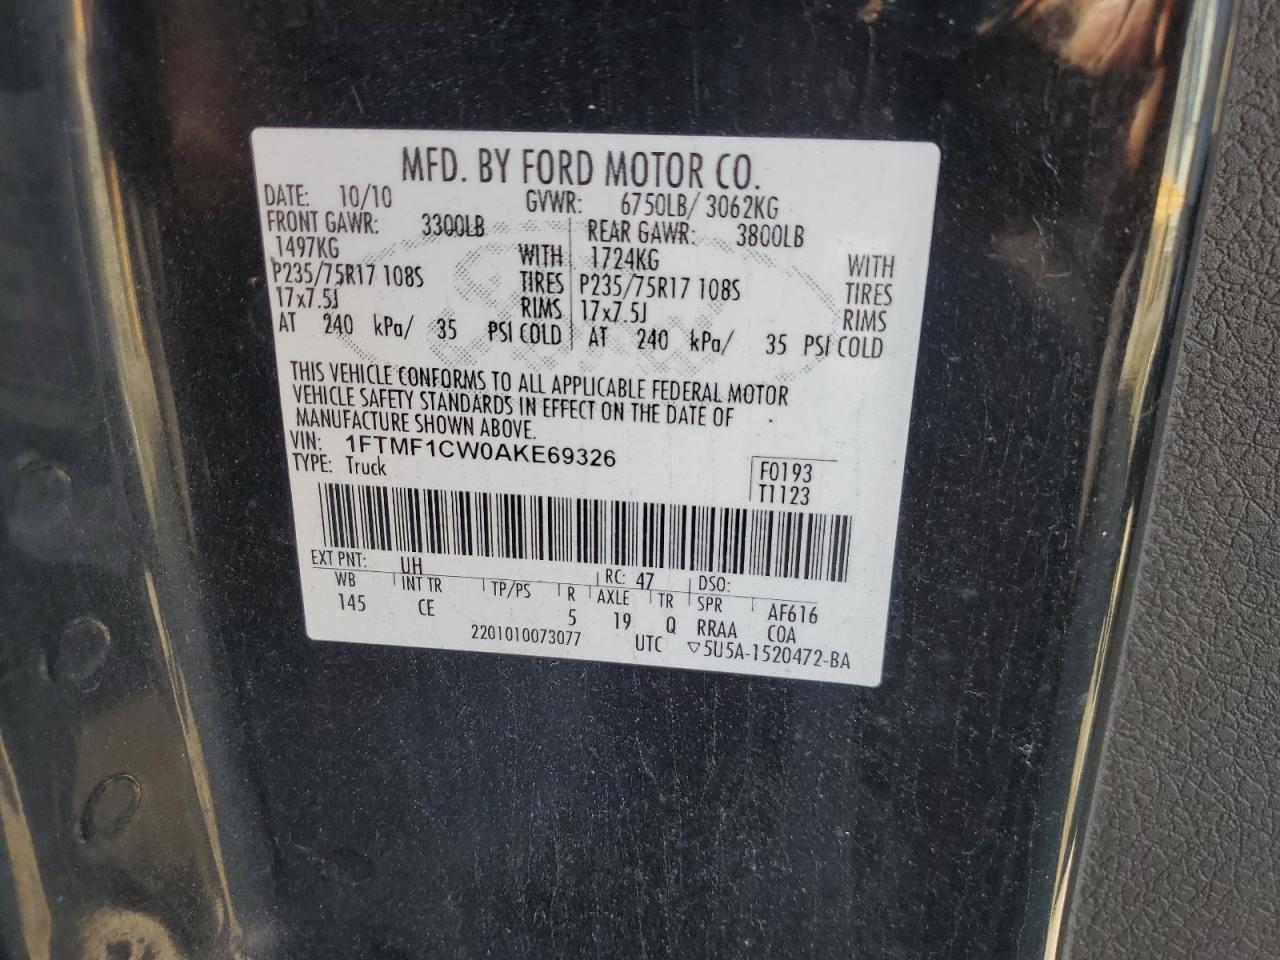 MFD. BY FORD MOTOR CO.
DATE: 10/10 GVWR: 6750LB/ 3062KG
FRONT GAWR: 3300LB REAR GAWR: 3800LB
1497KG WITH 1724KG WITH
P235/75R17 108S TIRES P235/75R17 108S TIRES
17x7.5J RIMS 17x7.5J RIMS
AT 240 kPa/ 35 PSI COLD AT 240 kPa/ 35 PSI COLD
THIS VEHICLE CONFORMS TO ALL APPLICABLE FEDERAL MOTOR
VEHICLE SAFETY STANDARDS IN EFFECT ON THE DATE OF
MANUFACTURE SHOWN ABOVE.
VIN: 1FTMF1CW0AKE69326
TYPE: Truck
F0193
T1123
EXT PNT: UH RC: 47 DSO:
WB INT TR TP/PS R AXLE TR SPR AF616
145 CE 5 19 Q RRAA COA
2201010073077 UTC ▽5U5A-1520472-BA